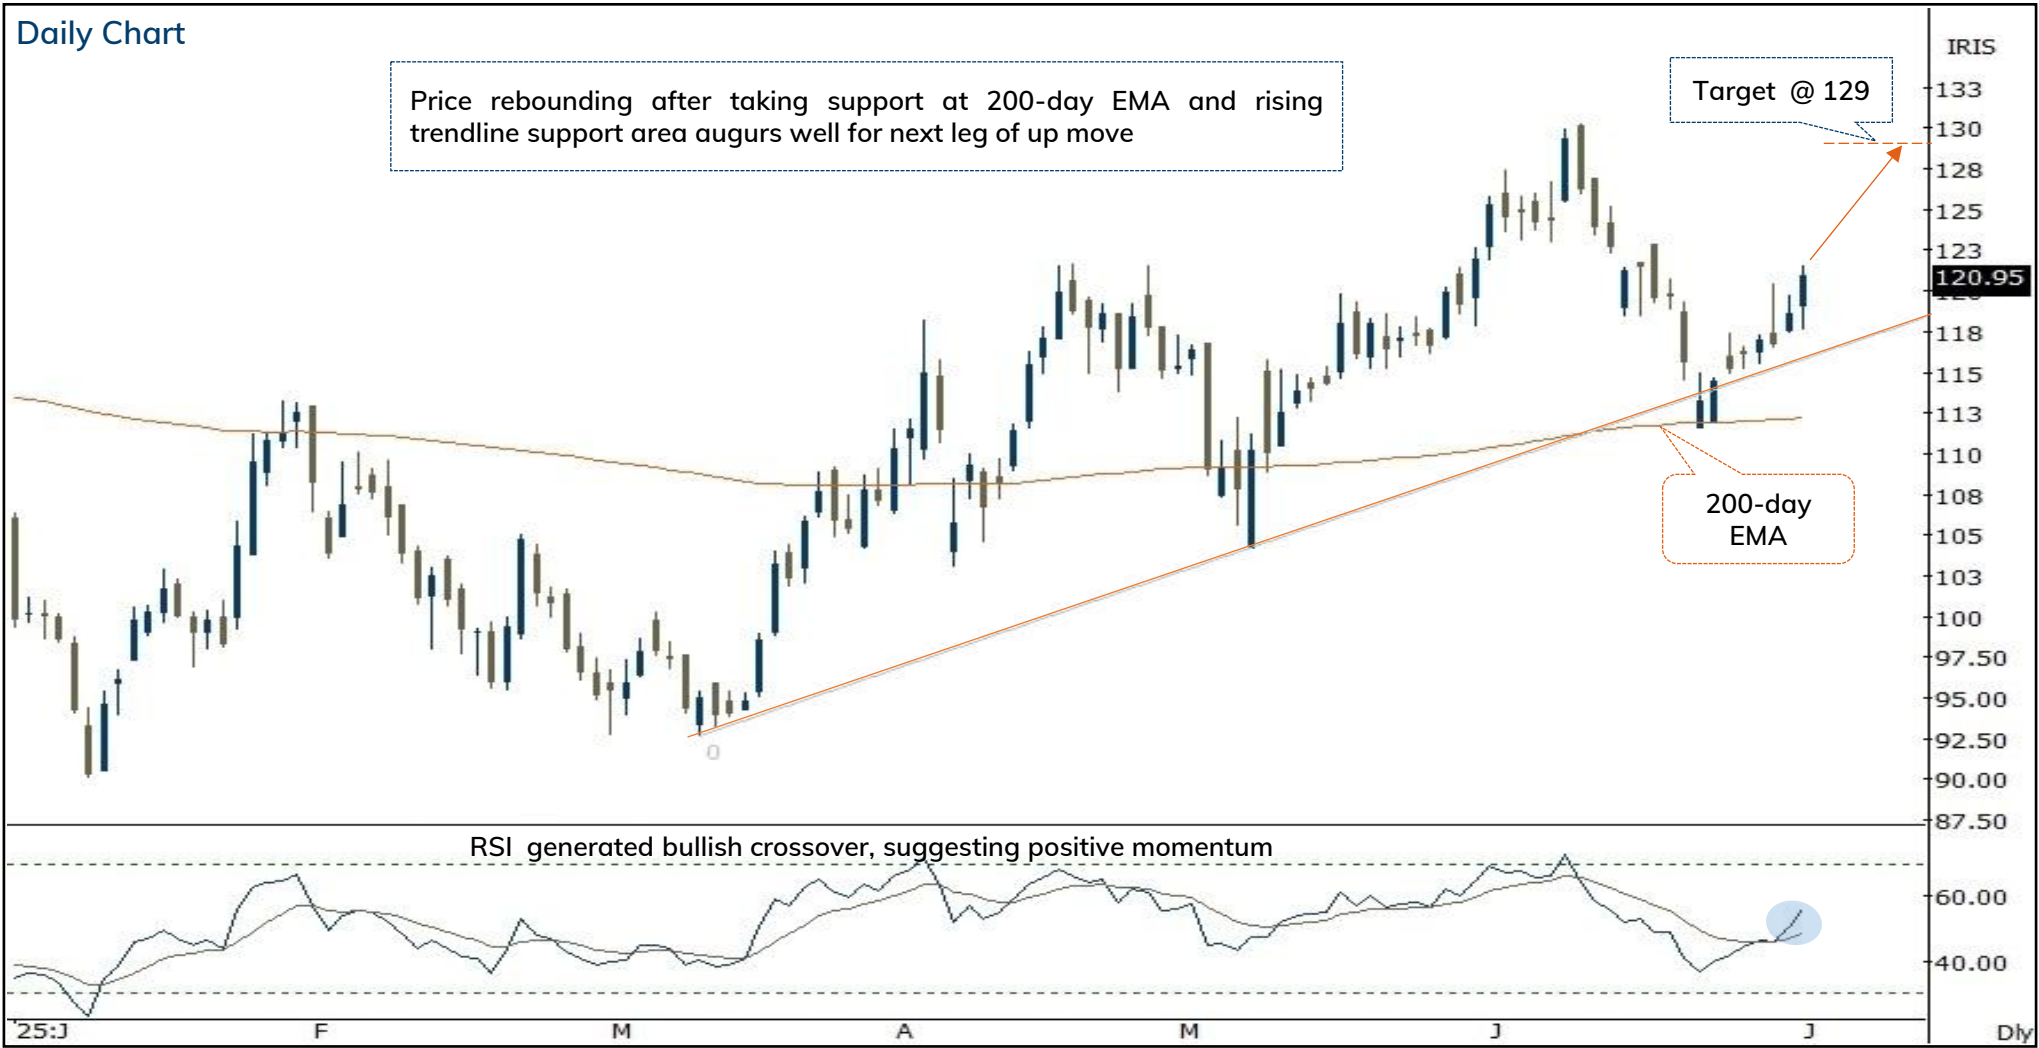 Daily Chart
IRIS
Price rebounding after taking support at 200-day EMA and rising
trendline support area augurs well for next leg of up move
Target @ 129
133
130
128
125
123
120.95
118
115
113
110
108
105
103
100
97.50
95.00
92.50
90.00
87.50
200-day
EMA
0
RSI generated bullish crossover, suggesting positive momentum
60.00
40.00
'25:J F M A M J J Dly